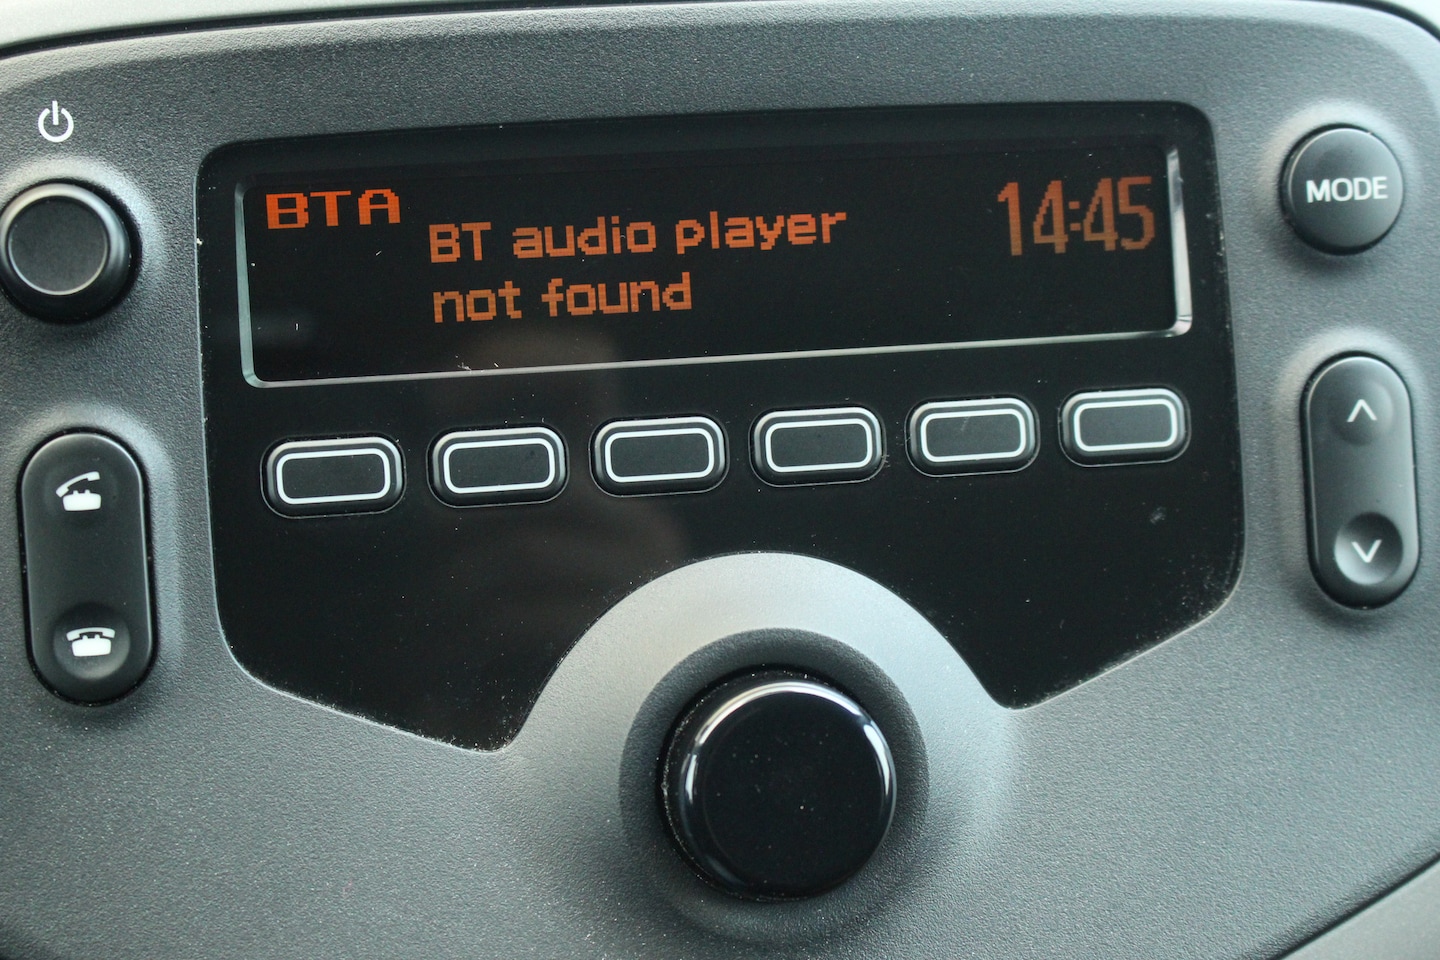 BTA
BT audio player
not found
14:45
MODE